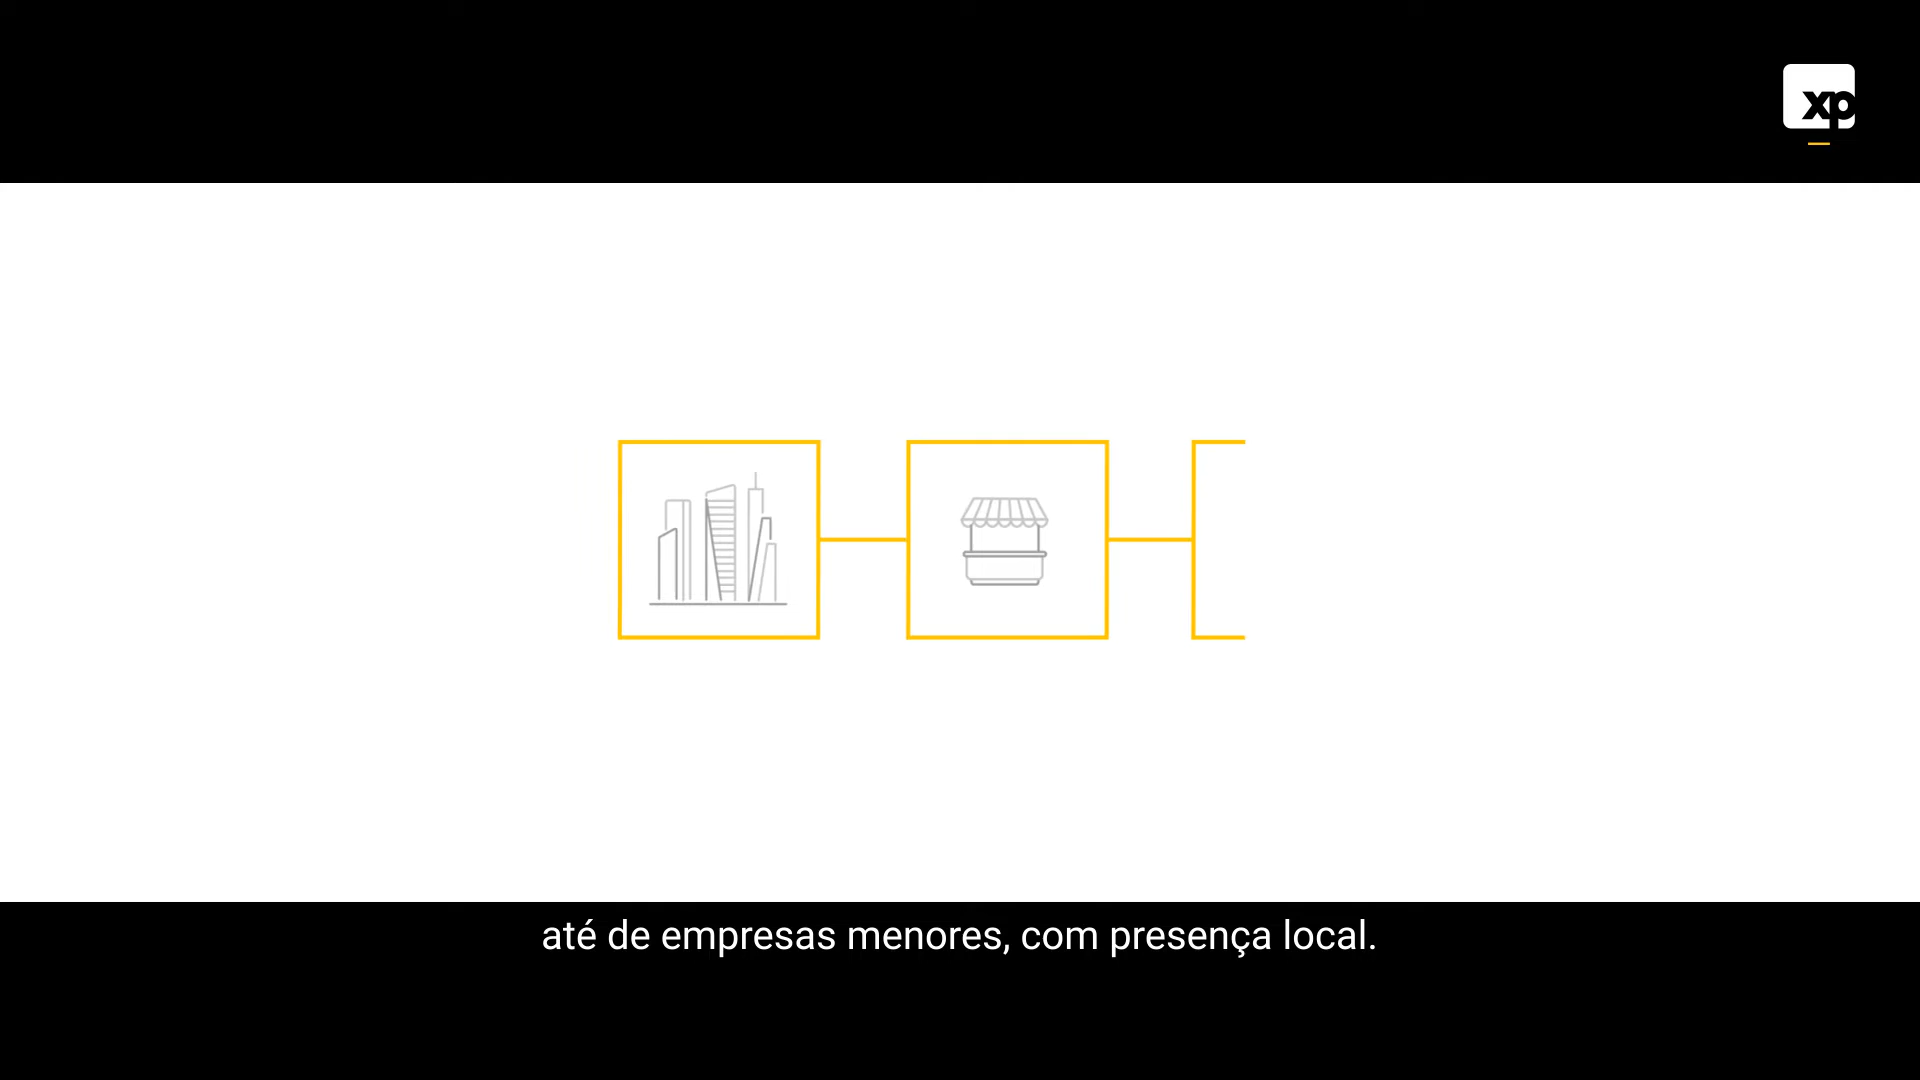 xp
até de empresas menores, com presença local.